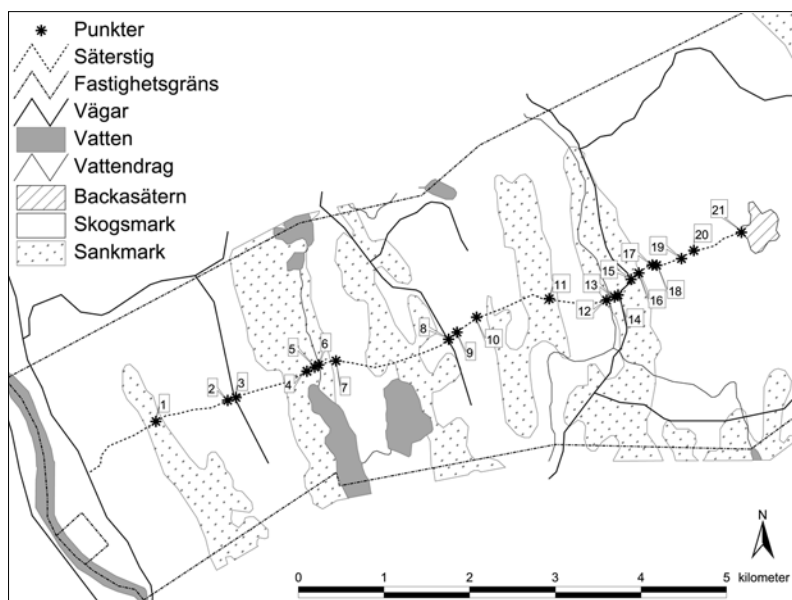 Punkter
Säterstig
Fastighetsgräns
Vägar
Vatten
Vattendrag
Backasätern
Skogsmark
Sankmark
1
2
3
4
5
6
7
8
9
10
11
12
13
14
15
16
17
18
19
20
21
N
0 1 2 3 4 5 kilometer